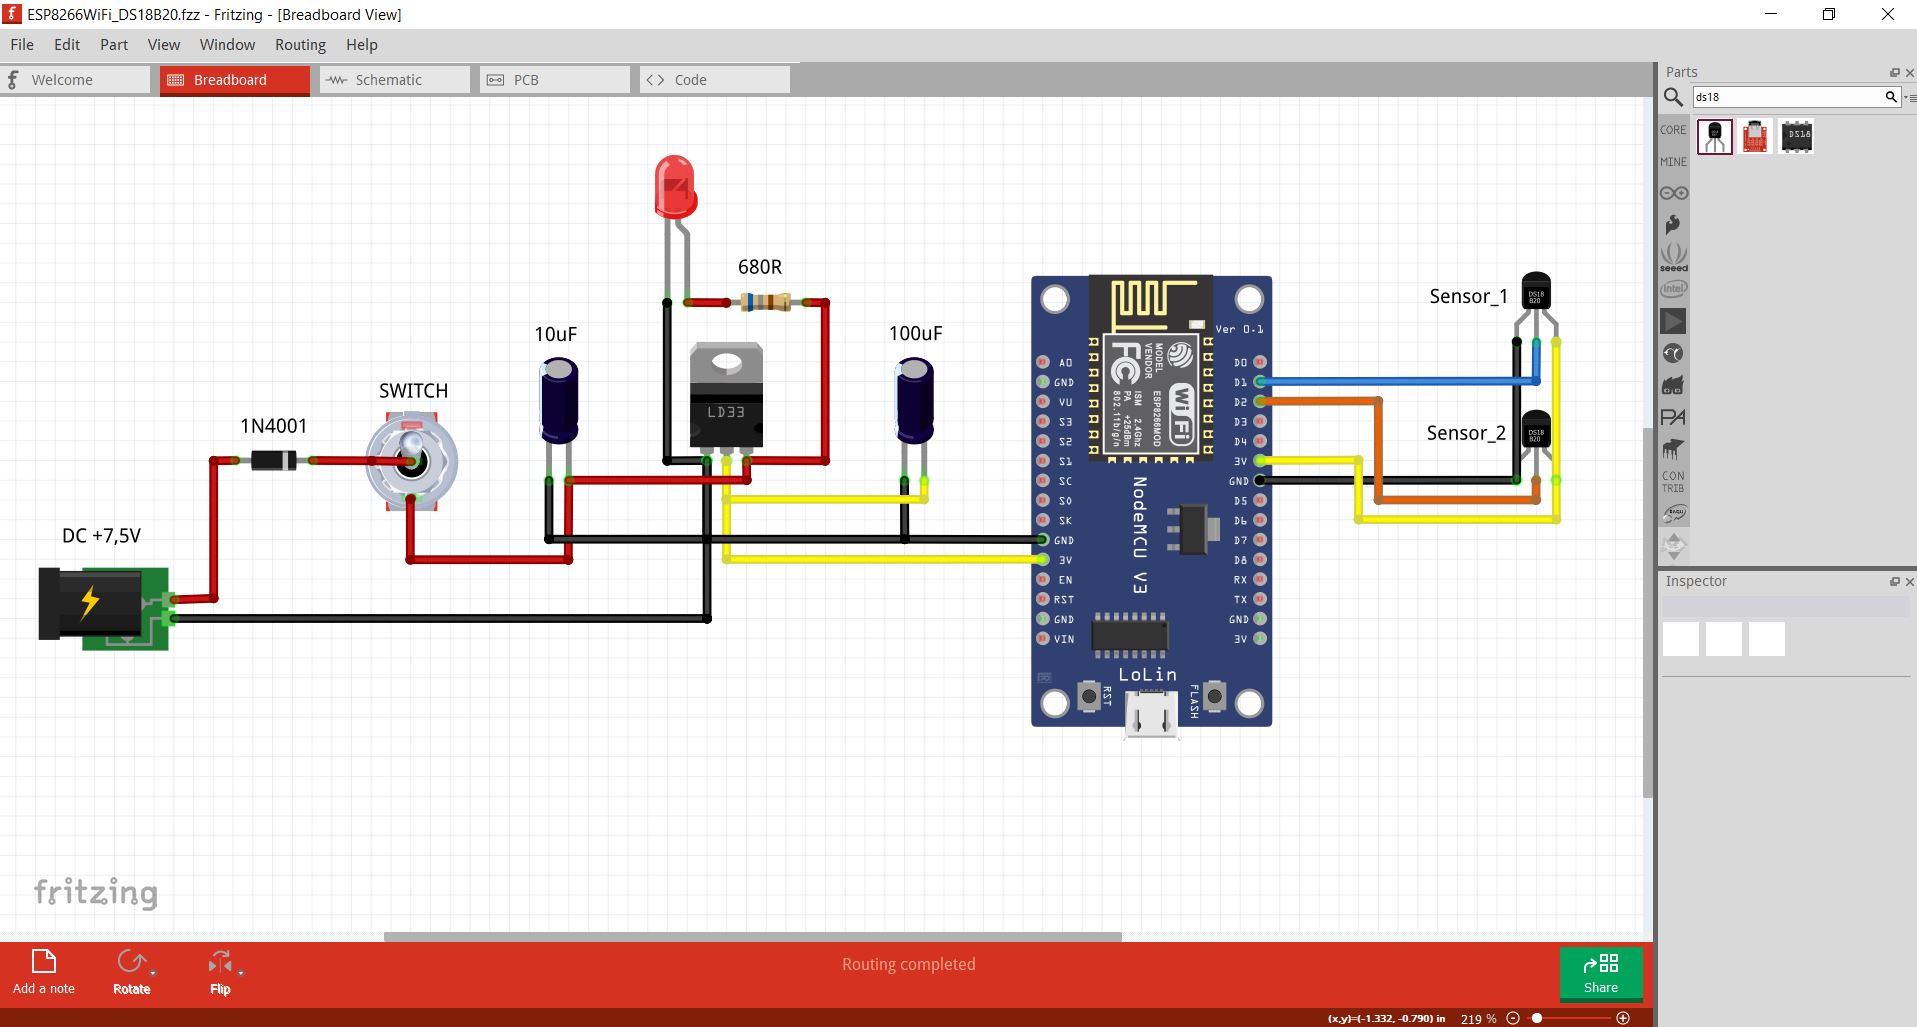 ESP8266WiFi_DS18B20.fzz - Fritzing - [Breadboard View]
File Edit Part View Window Routing Help
Welcome Breadboard Schematic PCB Code
Parts
ds18
CORE
MINE
seeed
intel
PA
CON
TRIB
DS18
680R
10uF
100uF
SWITCH
1N4001
LD33
DC +7,5V
Sensor_1
DS18
B20
Sensor_2
DS18
B20
Ver 0.1
MODEL
VENDOR
ESP8266MOD
ISM 2.4GHz
PA +25dBm
802.11b/g/n
FC
WiFi
NodeMCU V3
A0
GND
VU
S3
S2
S1
SC
S0
SK
GND
3V
EN
RST
GND
VIN
D0
D1
D2
D3
D4
3V
GND
D5
D6
D7
D8
RX
TX
GND
3V
LoLin
RST
FLASH
Inspector
fritzing
Add a note Rotate Flip
Routing completed
Share
(x,y)=(-1.332, -0.790) in 219 %